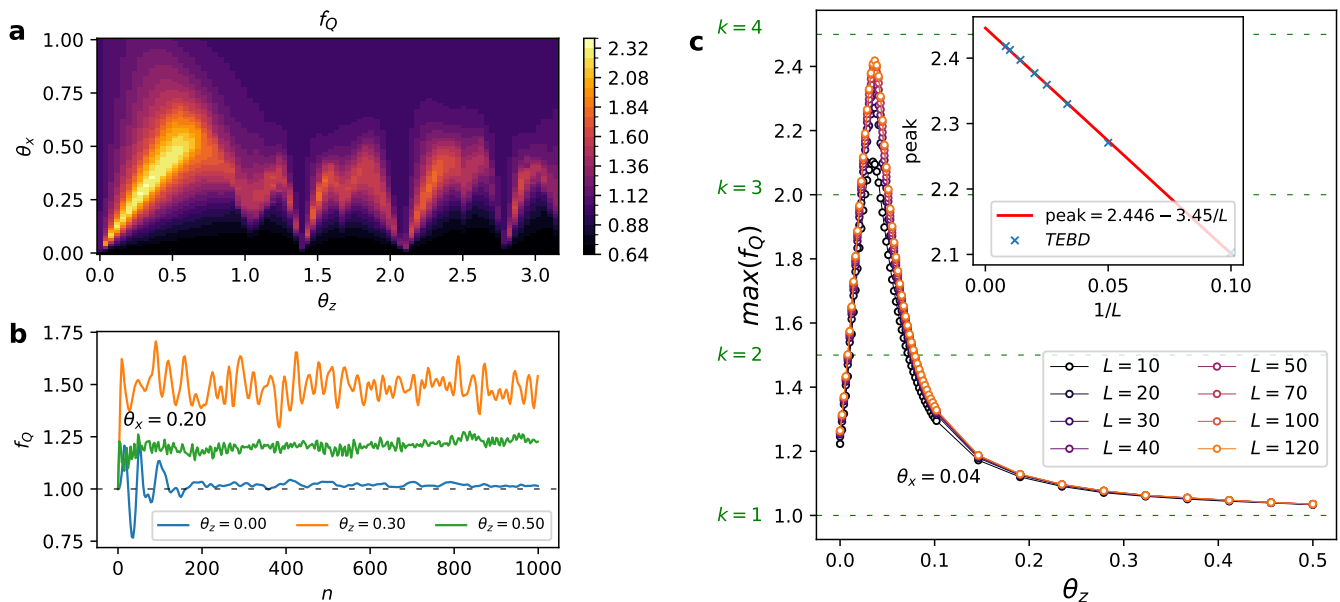 a
f_Q
1.00
0.75
0.50
0.25
0.00
θ_x
0.0 0.5 1.0 1.5 2.0 2.5 3.0
θ_z
2.32
2.08
1.84
1.60
1.36
1.12
0.88
0.64
b
1.75
1.50
1.25
1.00
0.75
f_Q
θ_x = 0.20
θ_z = 0.00 θ_z = 0.30 θ_z = 0.50
0 200 400 600 800 1000
n
c
k = 4
k = 3
k = 2
k = 1
max(f_Q)
2.4
2.2
2.0
1.8
1.6
1.4
1.2
1.0
θ_x = 0.04
L = 10 L = 50
L = 20 L = 70
L = 30 L = 100
L = 40 L = 120
0.0 0.1 0.2 0.3 0.4 0.5
θ_z
peak
2.4
2.3
2.2
2.1
peak = 2.446 − 3.45/L
TEBD
0.00 0.05 0.10
1/L